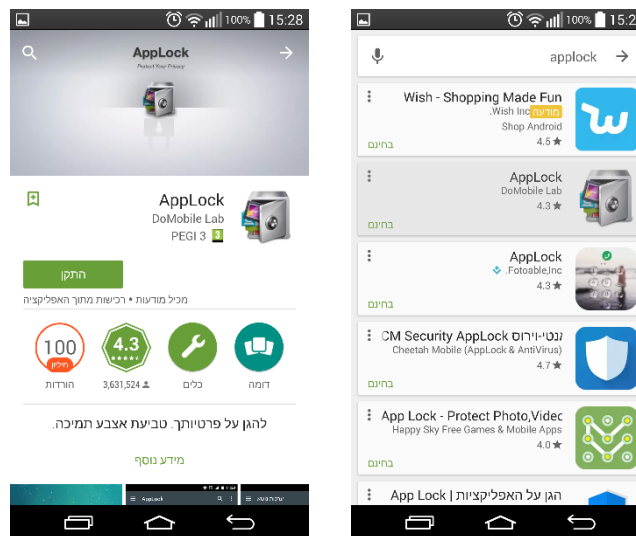 100% 15:28
AppLock
Protect Your Privacy
AppLock
DoMobile Lab
PEGI 3 3
התקן
מכיל מודעות • רכישות מתוך האפליקציה
100
מיליון
הורדות
4.3
3,631,524
כלים
דומה
להגן על פרטיותך. טביעת אצבע תמיכה.
מידע נוסף
AppLock
100% 15:2
applock
Wish - Shopping Made Fun
Wish Inc. מודעה
Shop Android
4.5
בחינם
AppLock
DoMobile Lab
4.3
בחינם
AppLock
Fotoable,Inc.
4.3
בחינם
CM Security AppLock אנטי-וירוס
Cheetah Mobile (AppLock & AntiVirus)
4.7
בחינם
App Lock - Protect Photo,Videc
Happy Sky Free Games & Mobile Apps
4.0
בחינם
הגן על האפליקציות | App Lock